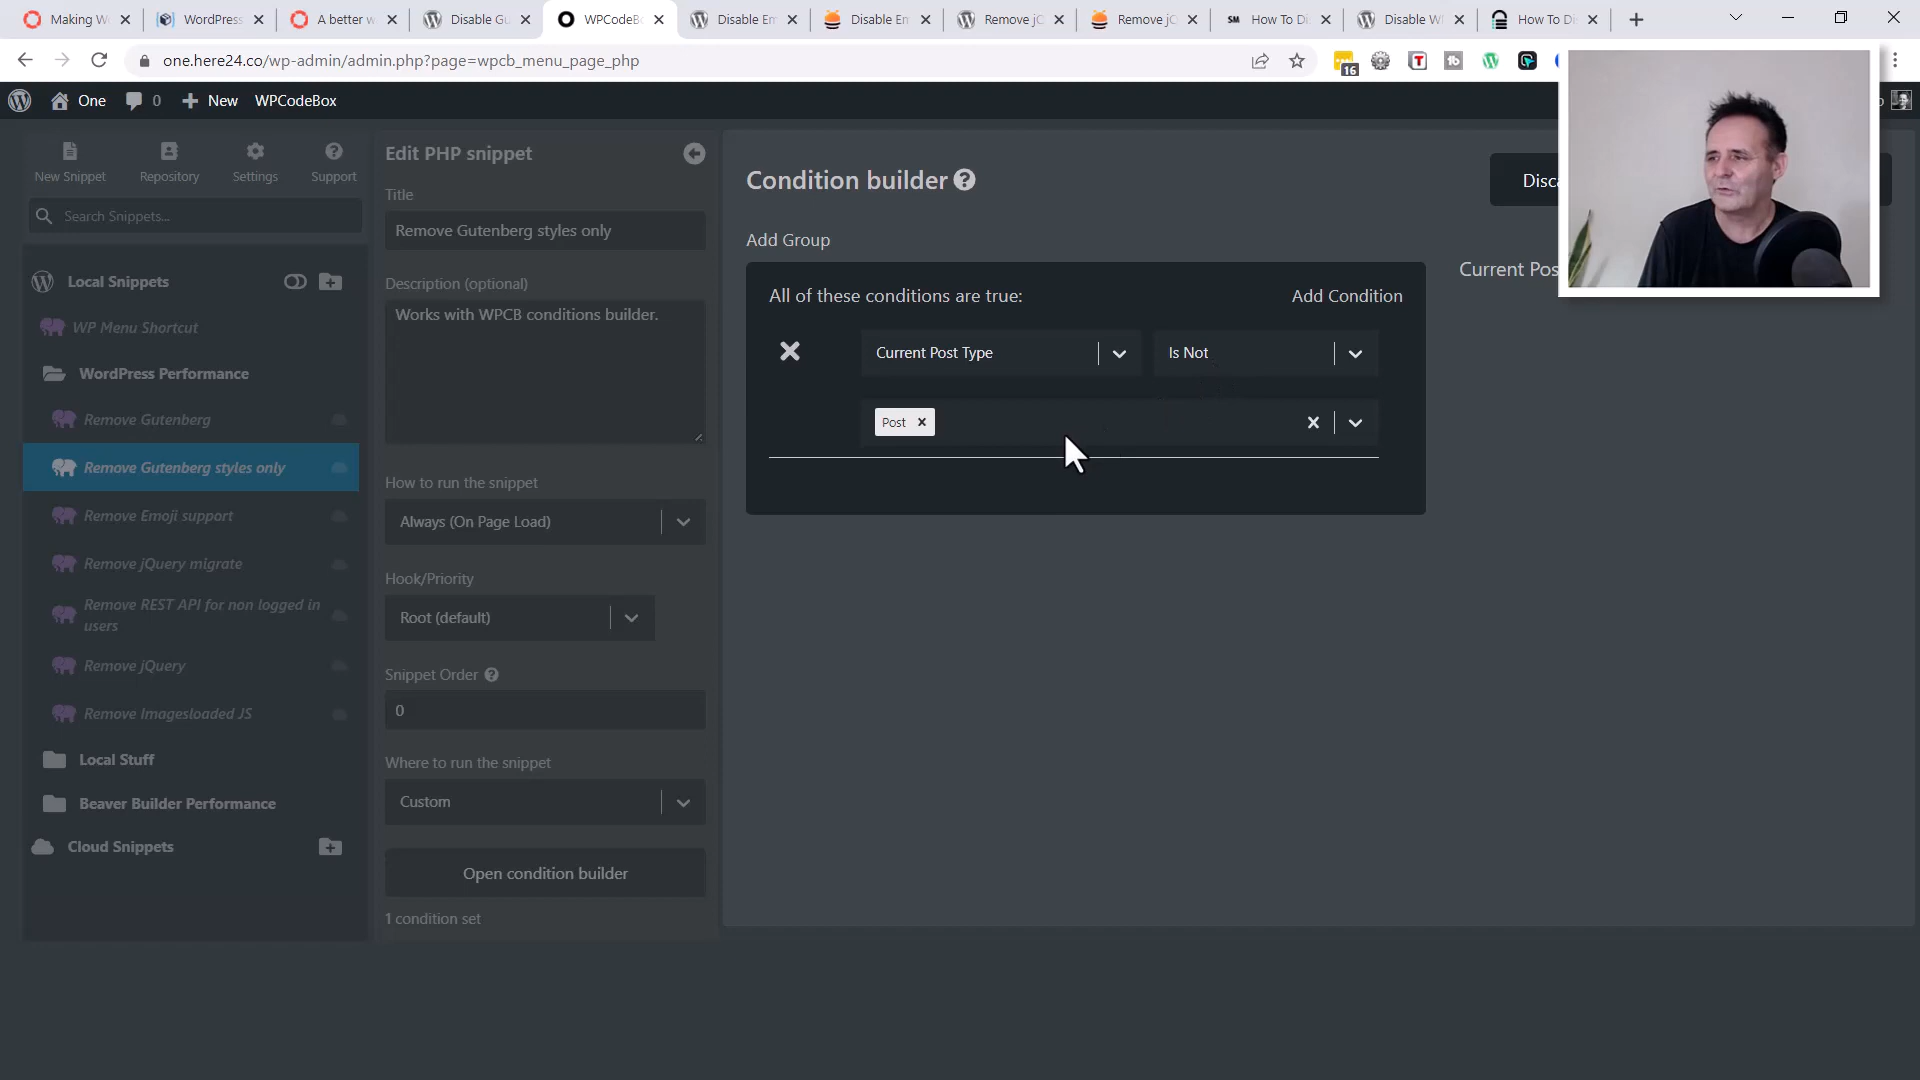 Making W
WordPress
A better w
Disable Gu
WPCodeBo
Disable Em
Disable Em
Remove jQ
Remove jQ
SM How To Di
Disable W
How To Di
one.here24.co/wp-admin/admin.php?page=wpcb_menu_page_php
16
One
0
New
WPCodeBox
New Snippet
Repository
Settings
Support
Search Snippets...
Local Snippets
WP Menu Shortcut
WordPress Performance
Remove Gutenberg
Remove Gutenberg styles only
Remove Emoji support
Remove jQuery migrate
Remove REST API for non logged in
users
Remove jQuery
Remove Imagesloaded JS
Local Stuff
Beaver Builder Performance
Cloud Snippets
Edit PHP snippet
Title
Remove Gutenberg styles only
Description (optional)
Works with WPCB conditions builder.
How to run the snippet
Always (On Page Load)
Hook/Priority
Root (default)
Snippet Order
0
Where to run the snippet
Custom
Open condition builder
1 condition set
Condition builder
Disca
Add Group
All of these conditions are true:
Add Condition
Current Post Type
Is Not
Post
Current Pos